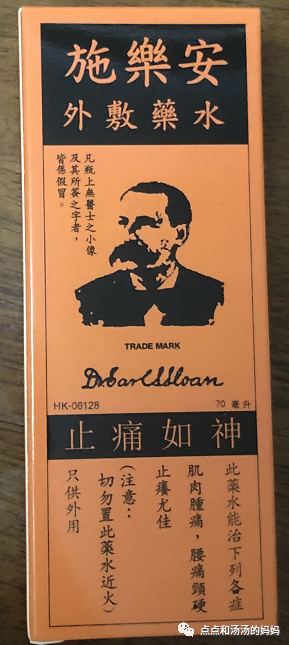 施樂安
外敷藥水
凡瓶上無醫士之小像
及其所簽之字者，
皆係假冒。
TRADE MARK
Dr. Earl S. Sloan
HK-06128
70 毫升
止痛如神
此藥水能治下列各症
肌肉腫痛，腰痛頸硬
止瘻尤佳
(注意：
切勿置此藥水近火)
只供外用
点点和汤汤的妈妈